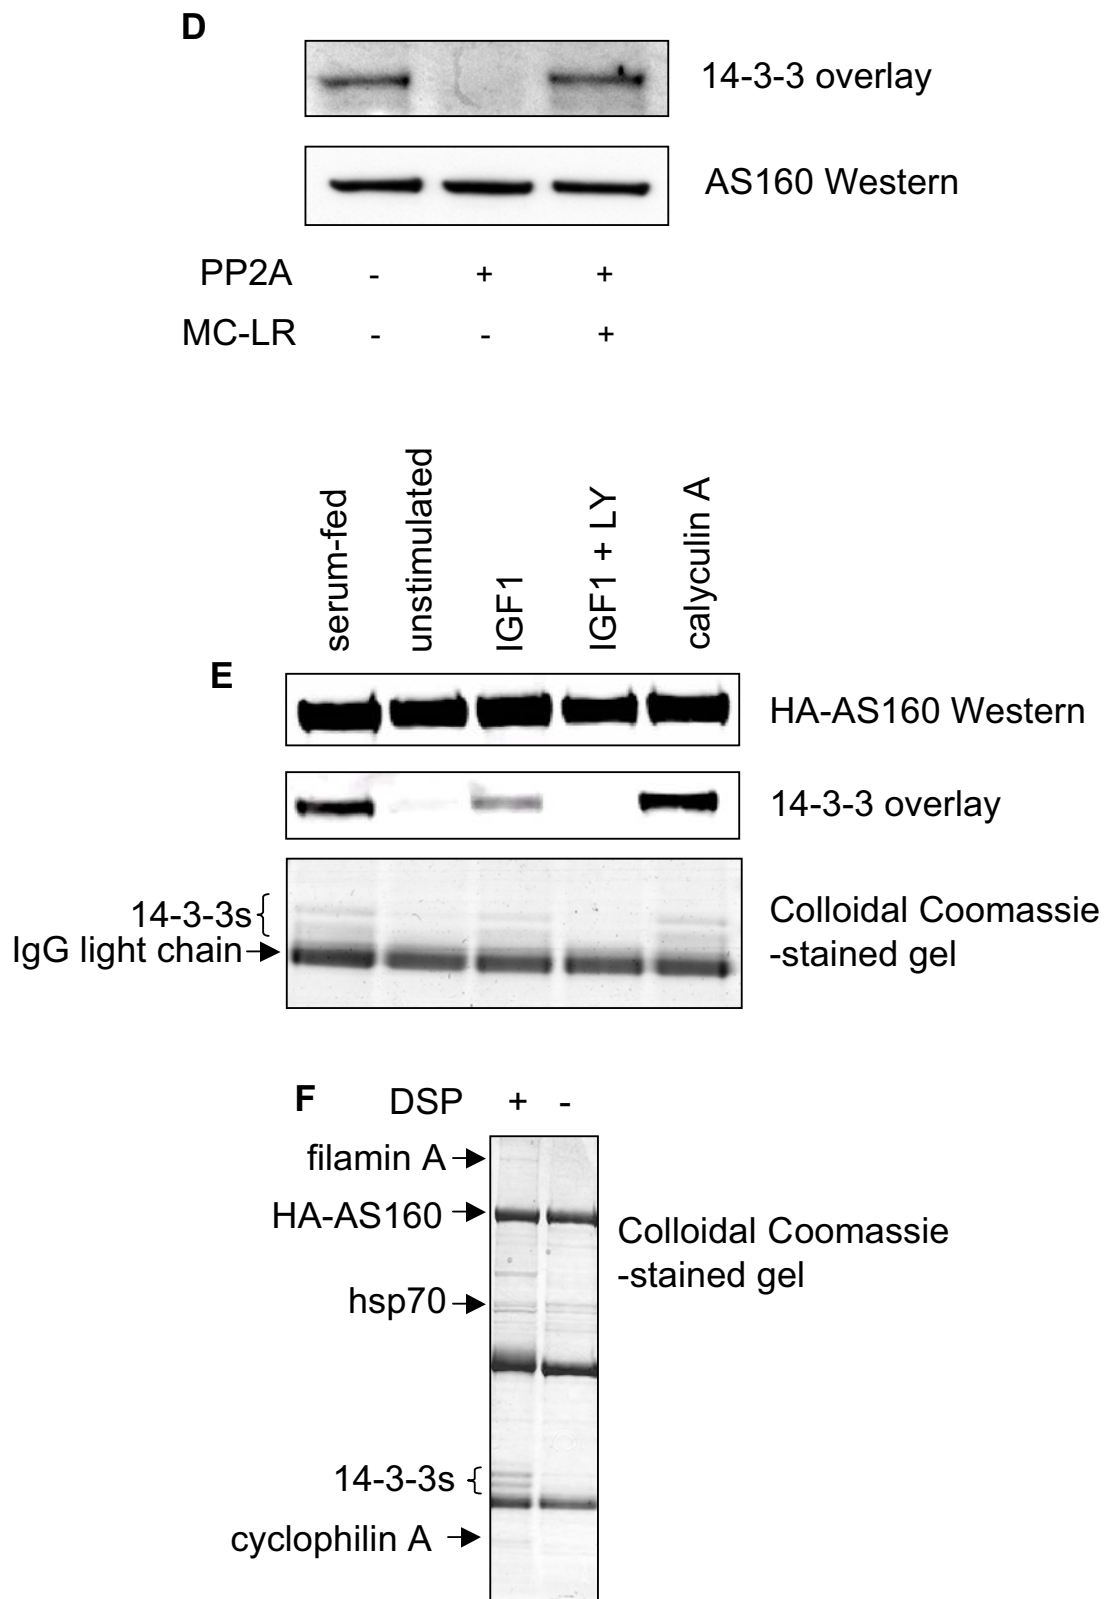 D
14-3-3 overlay
AS160 Western
PP2A - + +
MC-LR - - +
serum-fed
unstimulated
IGF1
IGF1 + LY
calyculin A
E
HA-AS160 Western
14-3-3 overlay
14-3-3s
IgG light chain
Colloidal Coomassie
-stained gel
F DSP + -
filamin A
HA-AS160
Colloidal Coomassie
-stained gel
hsp70
14-3-3s
cyclophilin A